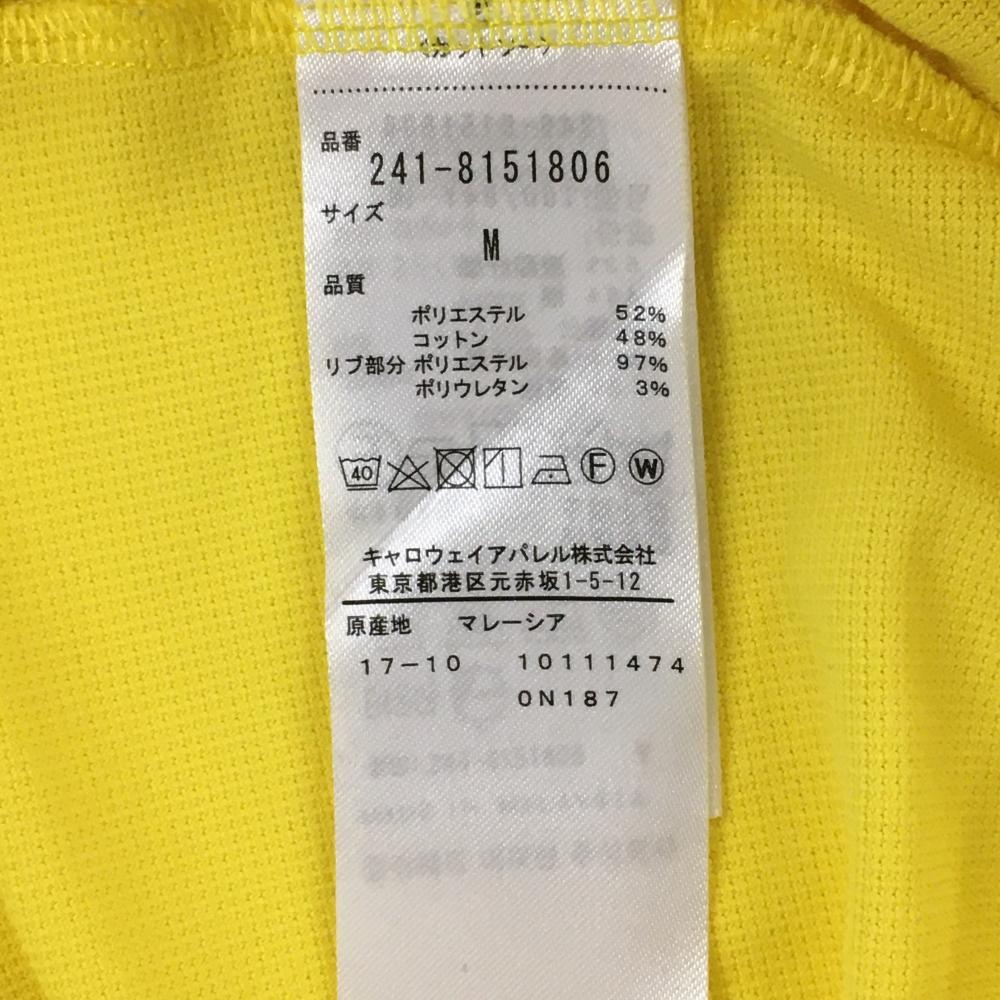 品番
241-8151806
サイズ
M
品質
ポリエステル 52%
コットン 48%
リブ部分 ポリエステル 97%
ポリウレタン 3%
40 F W
キャロウェイアパレル株式会社
東京都港区元赤坂1-5-12
原産地 マレーシア
17-10 10111474
0N187